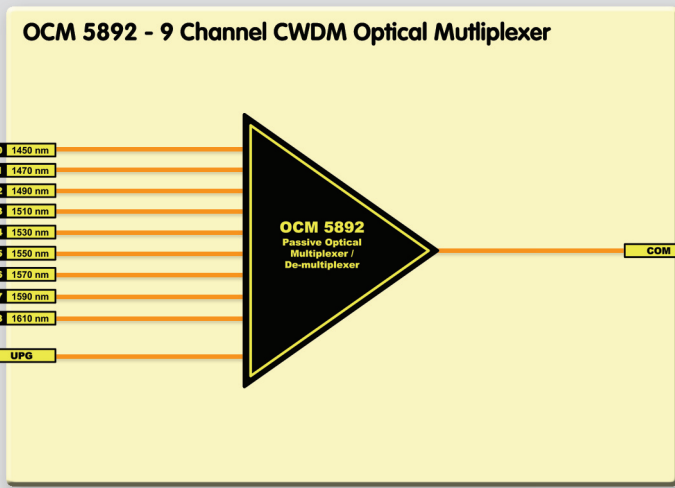 OCM 5892 - 9 Channel CWDM Optical Mutliplexer
1450 nm
1470 nm
1490 nm
1510 nm
1530 nm
1550 nm
1570 nm
1590 nm
1610 nm
UPG
OCM 5892
Passive Optical
Multiplexer /
De-multiplexer
COM